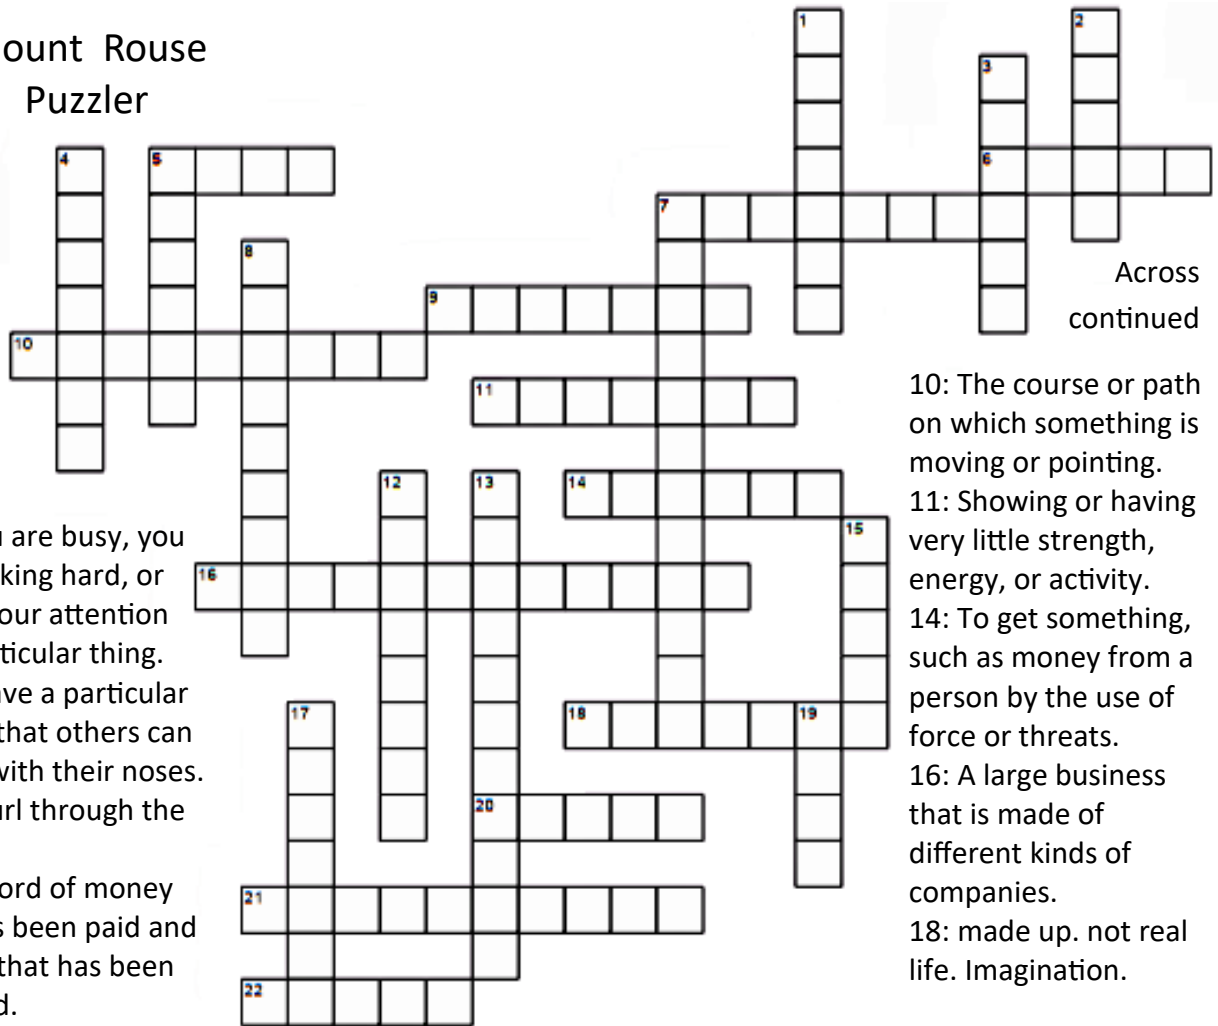 ount Rouse
Puzzler
1
2
3
4
5
6
7
8
9
10
11
12
13
14
15
16
17
18
19
20
21
22
u are busy, you
king hard, or
our attention
ticular thing.
ave a particular
that others can
with their noses.
url through the
ord of money
s been paid and
that has been
d.
Across
continued
10: The course or path
on which something is
moving or pointing.
11: Showing or having
very little strength,
energy, or activity.
14: To get something,
such as money from a
person by the use of
force or threats.
16: A large business
that is made of
different kinds of
companies.
18: made up. not real
life. Imagination.